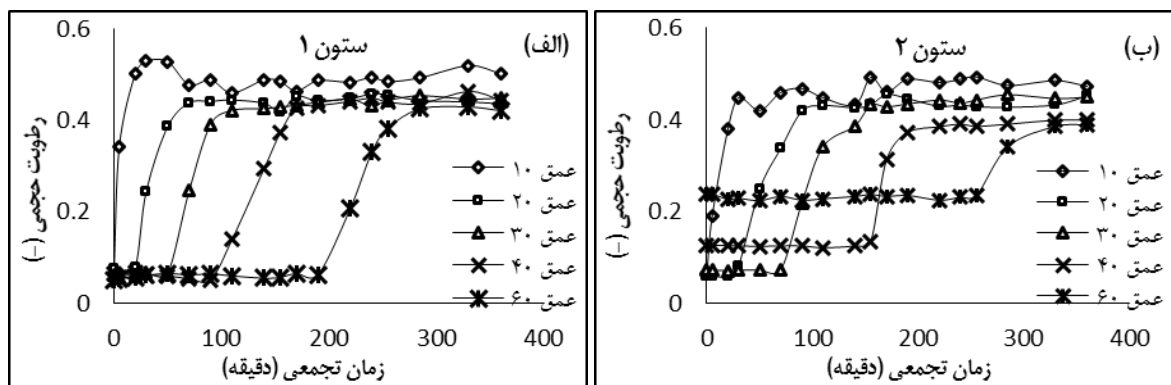 (الف)
ستون ۱
رطوبت حجمی (-)
0.6
0.4
0.2
0
عمق ۱۰
عمق ۲۰
عمق ۳۰
عمق ۴۰
عمق ۶۰
0 100 200 300 400
زمان تجمعی (دقیقه)
(ب)
ستون ۲
رطوبت حجمی (-)
0.6
0.4
0.2
0
عمق ۱۰
عمق ۲۰
عمق ۳۰
عمق ۴۰
عمق ۶۰
0 100 200 300 400
زمان تجمعی (دقیقه)